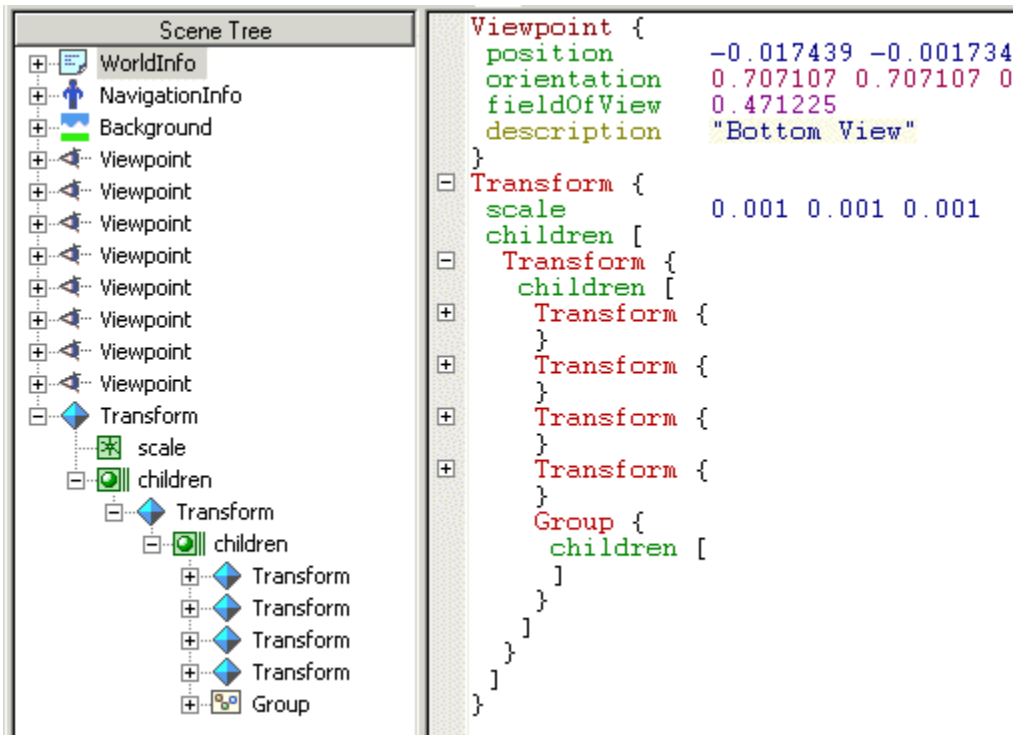 Scene Tree
WorldInfo
NavigationInfo
Background
Viewpoint
Viewpoint
Viewpoint
Viewpoint
Viewpoint
Viewpoint
Viewpoint
Viewpoint
Transform
scale
children
Transform
children
Transform
Transform
Transform
Transform
Group
Viewpoint {
position -0.017439 -0.001734
orientation 0.707107 0.707107 0
fieldOfView 0.471225
description "Bottom View"
}
Transform {
scale 0.001 0.001 0.001
children [
Transform {
children [
Transform {
}
Transform {
}
Transform {
}
Transform {
}
Group {
children [
]
}
]
}
]
}